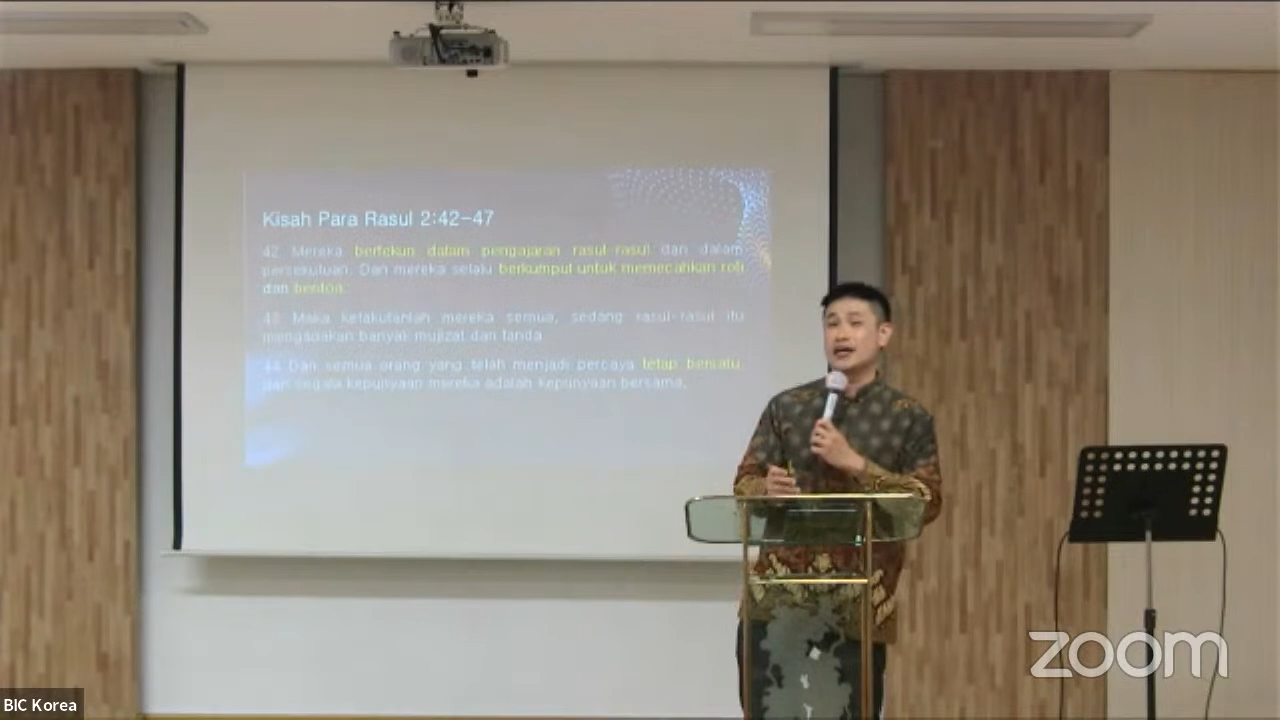 Kisah Para Rasul 2:42-47
42 Mereka bertekun dalam pengajaran rasul-rasul dan dalam
persekutuan. Dan mereka selalu berkumpul untuk memecahkan roti
dan berdoa.
43 Maka ketakutanlah mereka semua, sedang rasul-rasul itu
mengadakan banyak mujizat dan tanda.
44 Dan semua orang yang telah menjadi percaya tetap bersatu,
dan segala kepunyaan mereka adalah kepunyaan bersama,
zoom
BIC Korea